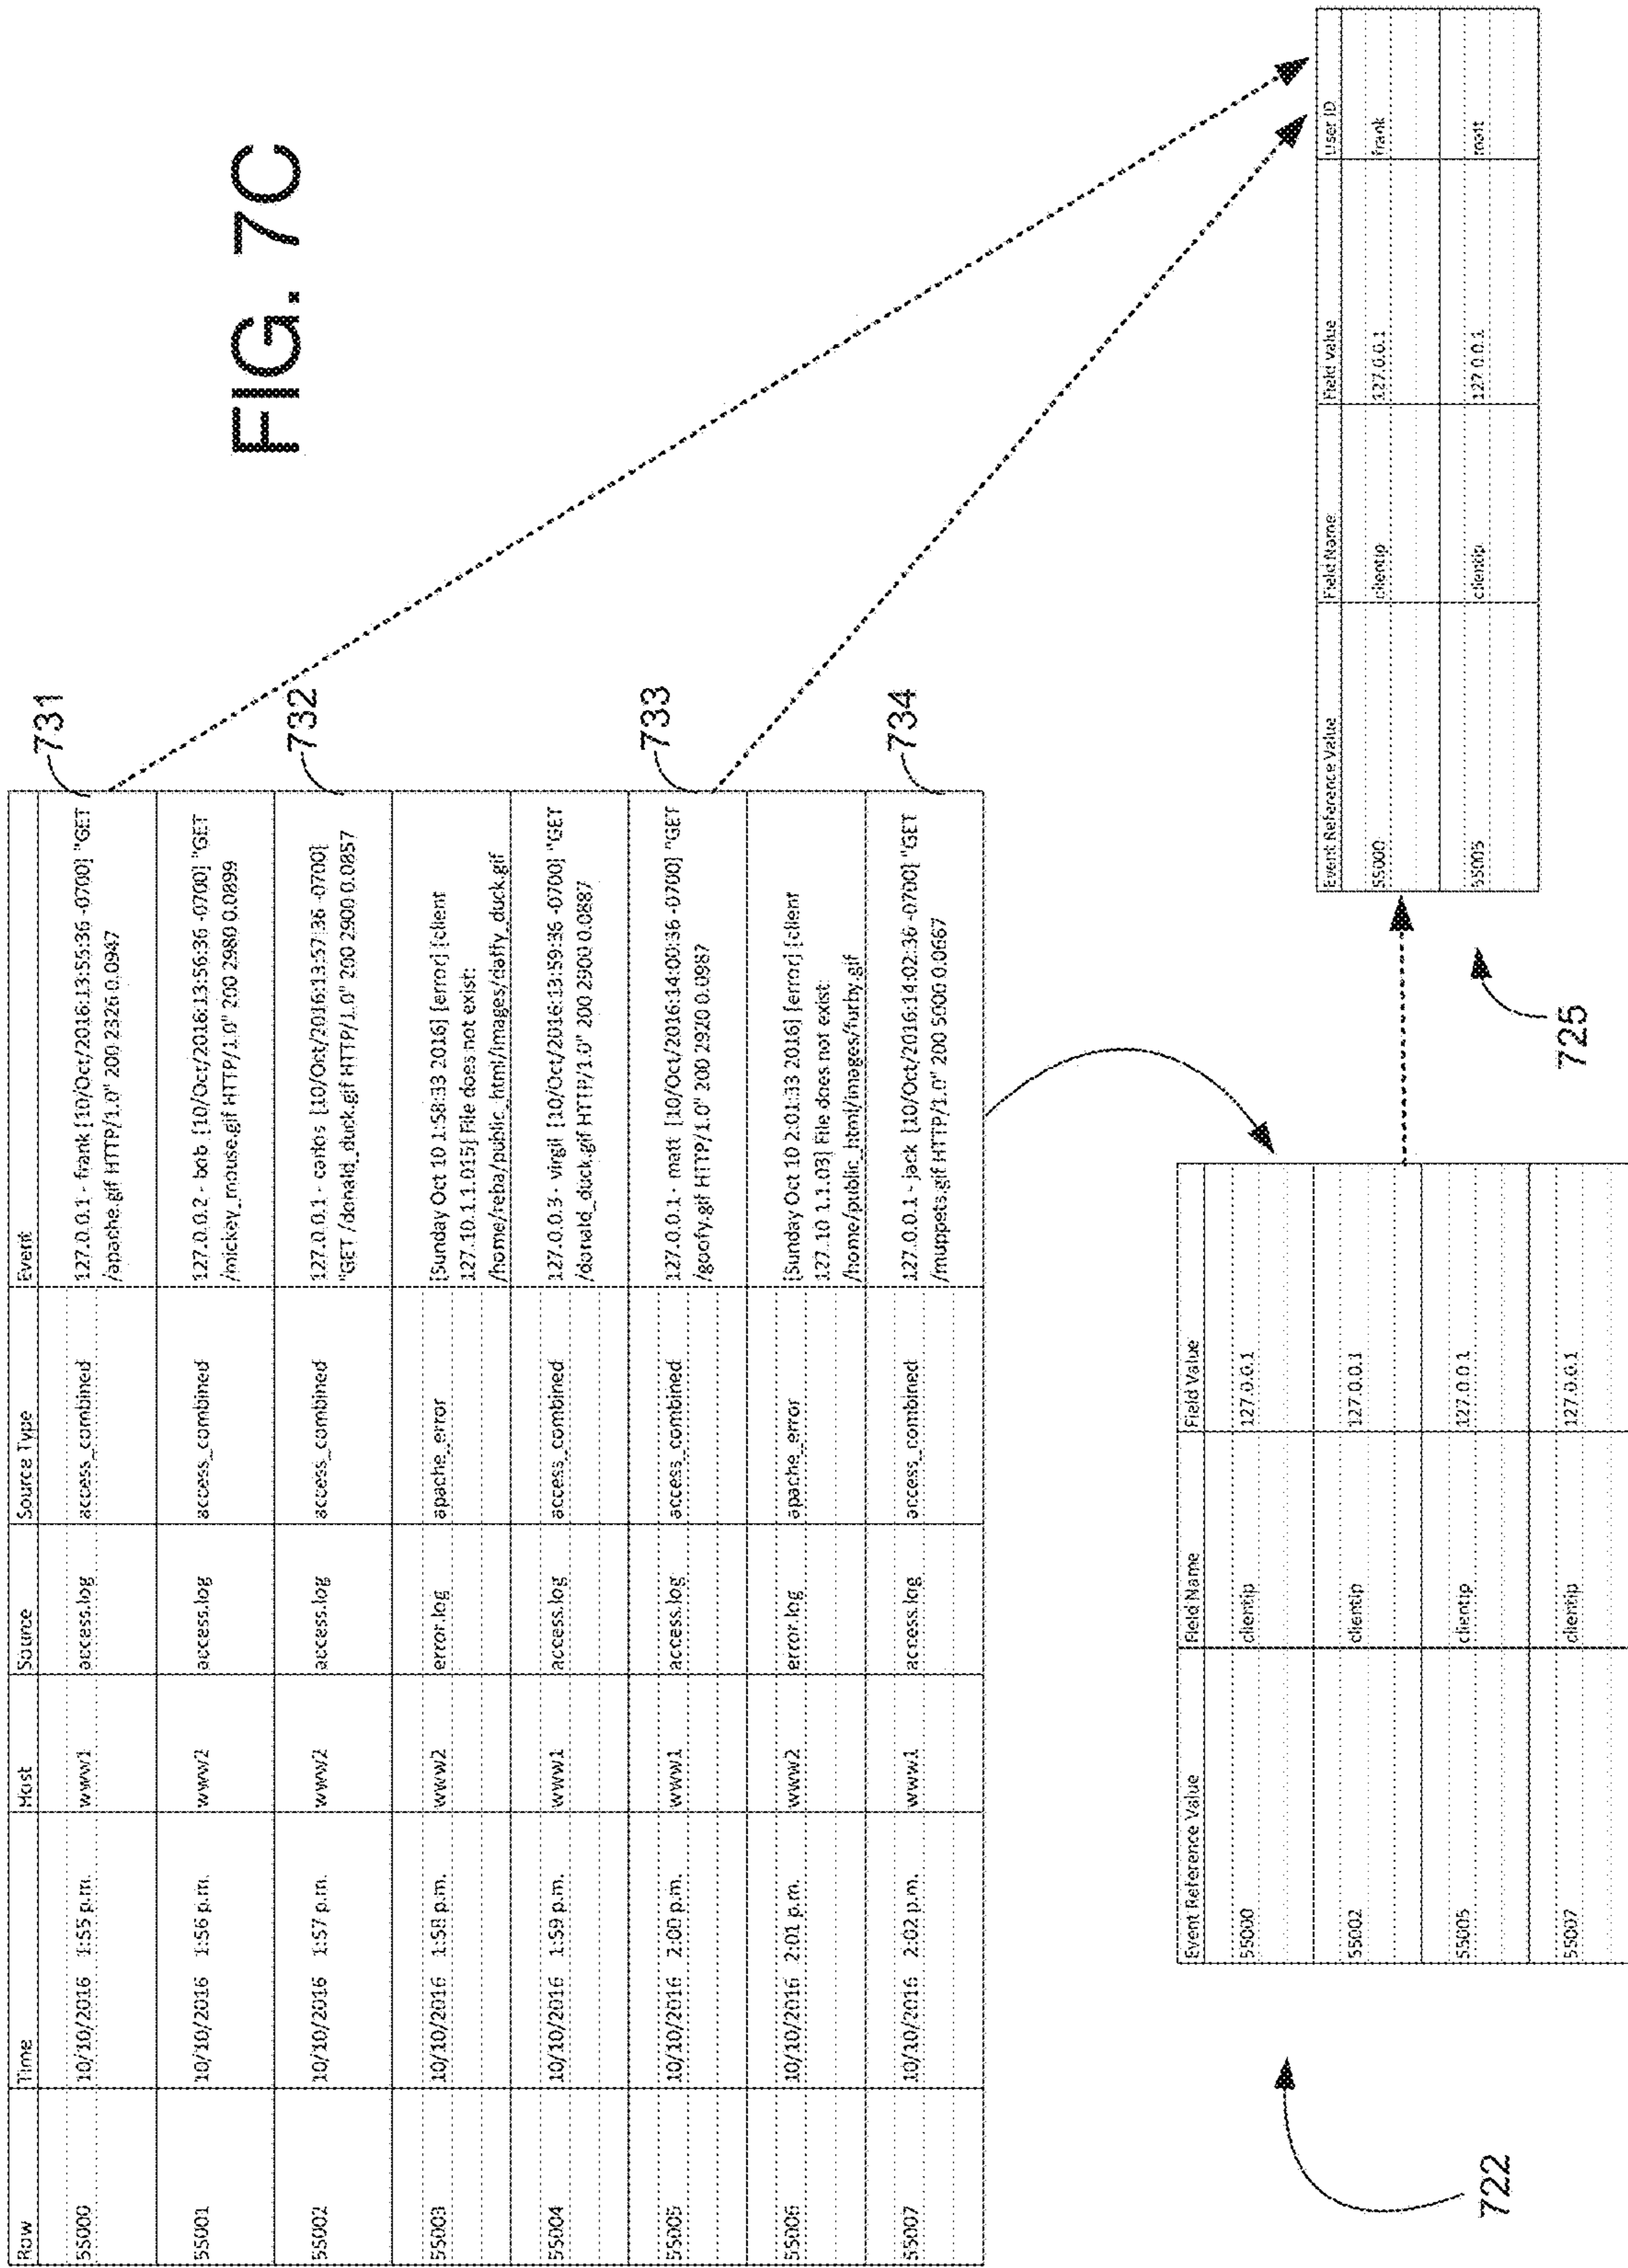 FIG. 7C
Row Time Host Source Source Type Event
55000 10/10/2016 1:55 p.m. www1 access.log access_combined 127.0.0.1 - frank [10/Oct/2016:13:55:36 -0700] "GET
/apache.gif HTTP/1.0" 200 2326 0.0947
731
55001 10/10/2016 1:56 p.m. www2 access.log access_combined 127.0.0.2 - bob [10/Oct/2016:13:56:36 -0700] "GET
/mickey_mouse.gif HTTP/1.0" 200 2980 0.0899
55002 10/10/2016 1:57 p.m. www2 access.log access_combined 127.0.0.1 - carlos [10/Oct/2016:13:57:36 -0700]
"GET /donald_duck.gif HTTP/1.0" 200 2900 0.0857
732
55003 10/10/2016 1:58 p.m. www2 error.log apache_error [Sunday Oct 10 1:58:33 2016] [error] [client
127.10.1.1.015] File does not exist:
/home/reba/public_html/images/daffy_duck.gif
55004 10/10/2016 1:59 p.m. www1 access.log access_combined 127.0.0.3 - virgil [10/Oct/2016:13:59:36 -0700] "GET
/donald_duck.gif HTTP/1.0" 200 2900 0.0887
55005 10/10/2016 2:00 p.m. www1 access.log access_combined 127.0.0.1 - matt [10/Oct/2016:14:00:36 -0700] "GET
/goofy.gif HTTP/1.0" 200 2920 0.0987
733
55006 10/10/2016 2:01 p.m. www2 error.log apache_error [Sunday Oct 10 2:01:33 2016] [error] [client
127.10.1.1.03] File does not exist:
/home/public_html/images/furby.gif
55007 10/10/2016 2:02 p.m. www1 access.log access_combined 127.0.0.1 - jack [10/Oct/2016:14:02:36 -0700] "GET
/muppets.gif HTTP/1.0" 200 5000 0.0667
734
722
Event Reference Value Field Name Field Value
55000 clientip 127.0.0.1
55002 clientip 127.0.0.1
55005 clientip 127.0.0.1
55007 clientip 127.0.0.1
725
Event Reference Value Field Name Field Value User ID
55000 clientip 127.0.0.1 frank
55005 clientip 127.0.0.1 matt